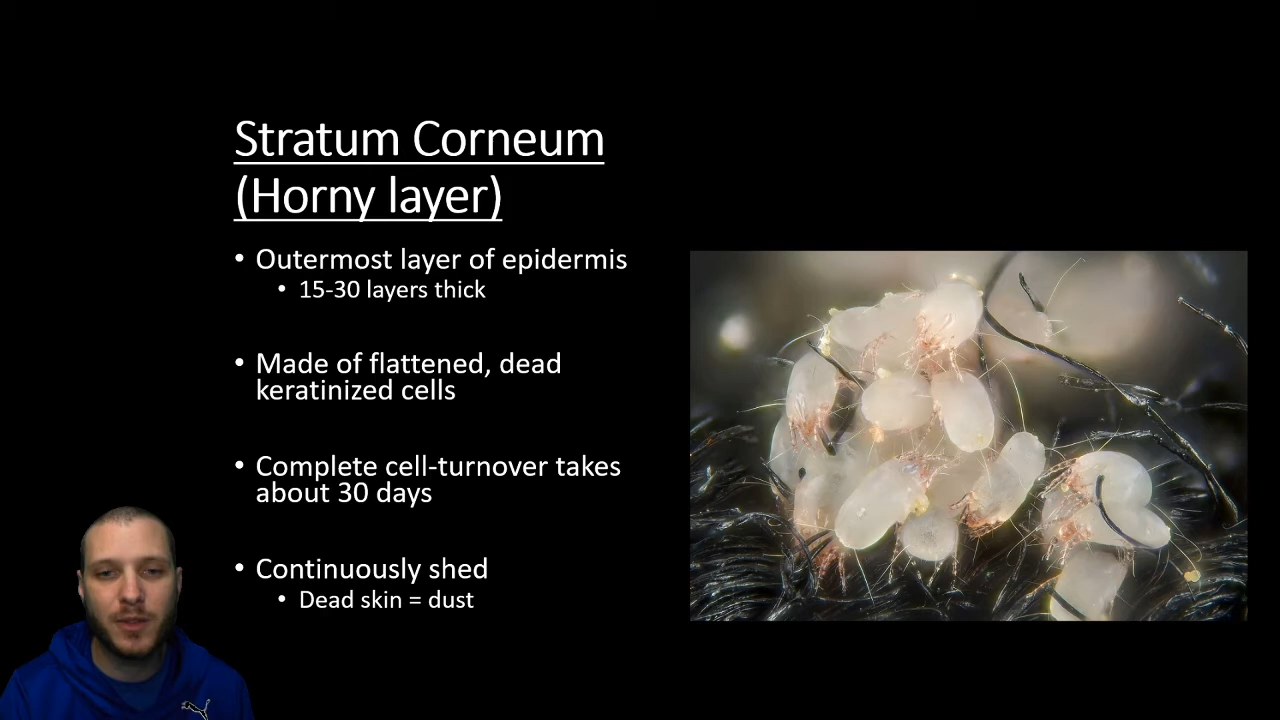 Stratum Corneum
(Horny layer)
• Outermost layer of epidermis
• 15-30 layers thick
• Made of flattened, dead
keratinized cells
• Complete cell-turnover takes
about 30 days
• Continuously shed
• Dead skin = dust